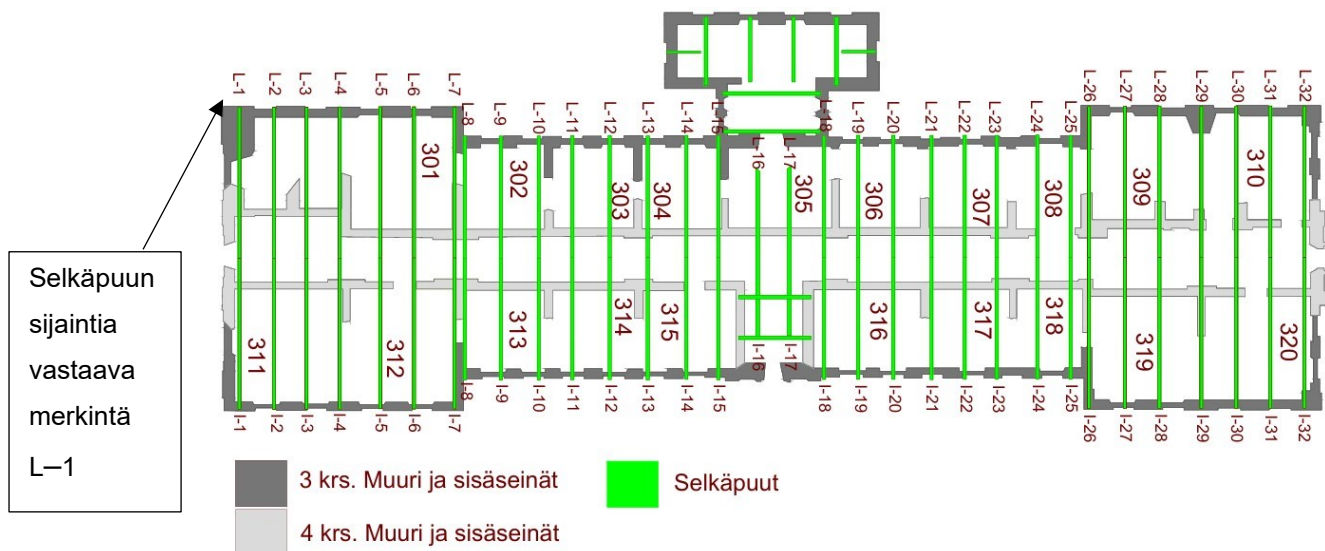 L-1
L-2
L-3
L-4
L-5
L-6
L-7
L-8
L-9
L-10
L-11
L-12
L-13
L-14
L-15
L-16
L-17
L-18
L-19
L-20
L-21
L-22
L-23
L-24
L-25
L-26
L-27
L-28
L-29
L-30
L-31
L-32
301
302
303
304
305
306
307
308
309
310
311
312
313
314
315
316
317
318
319
320
I-1
I-2
I-3
I-4
I-5
I-6
I-7
I-8
I-9
I-10
I-11
I-12
I-13
I-14
I-15
I-16
I-17
I-18
I-19
I-20
I-21
I-22
I-23
I-24
I-25
I-26
I-27
I-28
I-29
I-30
I-31
I-32
Selkäpuun
sijaintia
vastaava
merkintä
L–1
3 krs. Muuri ja sisäseinät
Selkäpuut
4 krs. Muuri ja sisäseinät